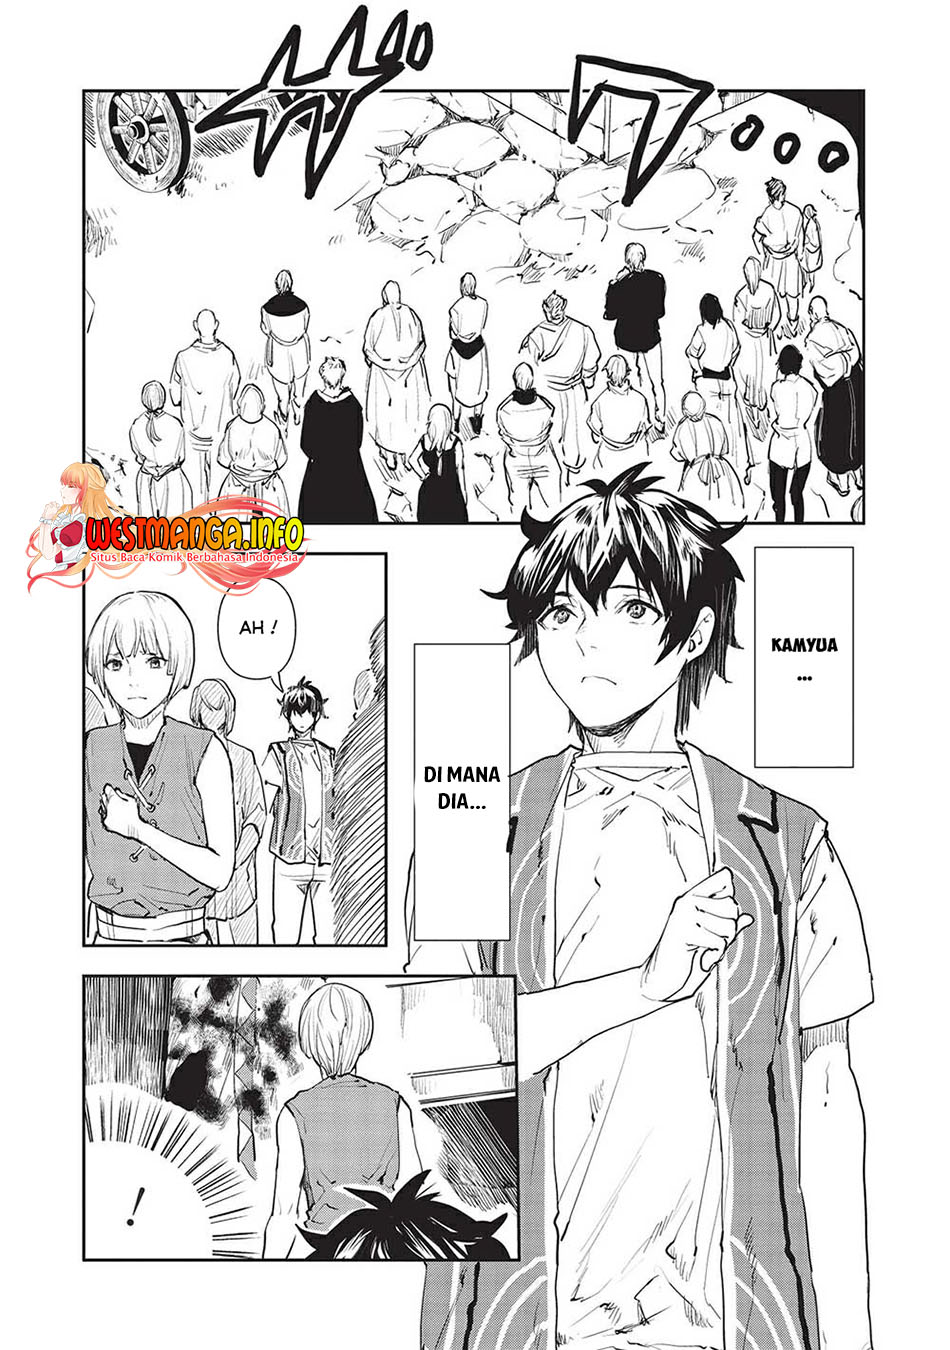 KAMYUA
...
DI MANA
DIA...
AH !
WESTMANGA.INFO
Situs Baca Komik Berbahasa Indonesia
!